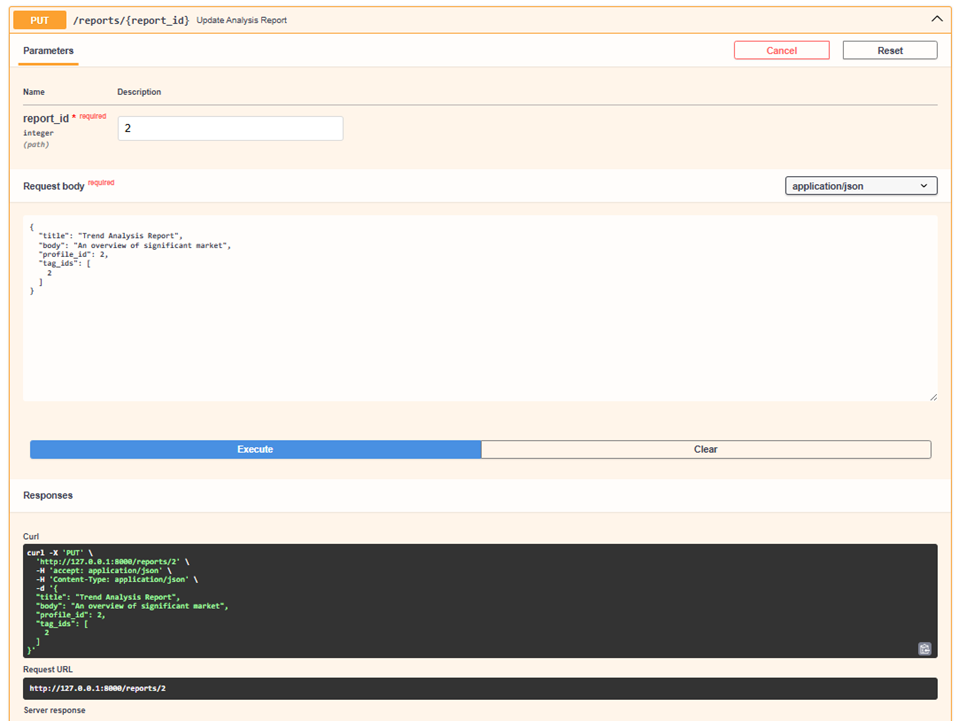 PUT /reports/{report_id} Update Analysis Report
Parameters
Cancel Reset
Name Description
report_id * required
integer
(path)
2
Request body required
application/json
{
  "title": "Trend Analysis Report",
  "body": "An overview of significant market",
  "profile_id": 2,
  "tag_ids": [
    2
  ]
}
Execute Clear
Responses
Curl
curl -X 'PUT' \
  'http://127.0.0.1:8000/reports/2' \
  -H 'accept: application/json' \
  -H 'Content-Type: application/json' \
  -d '{
  "title": "Trend Analysis Report",
  "body": "An overview of significant market",
  "profile_id": 2,
  "tag_ids": [
    2
  ]
}'
Request URL
http://127.0.0.1:8000/reports/2
Server response